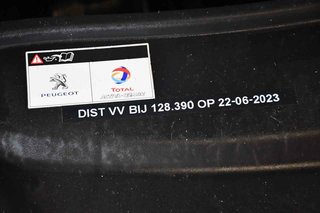 PEUGEOT
TOTAL
DIST VV BIJ 128.390 OP 22-06-2023